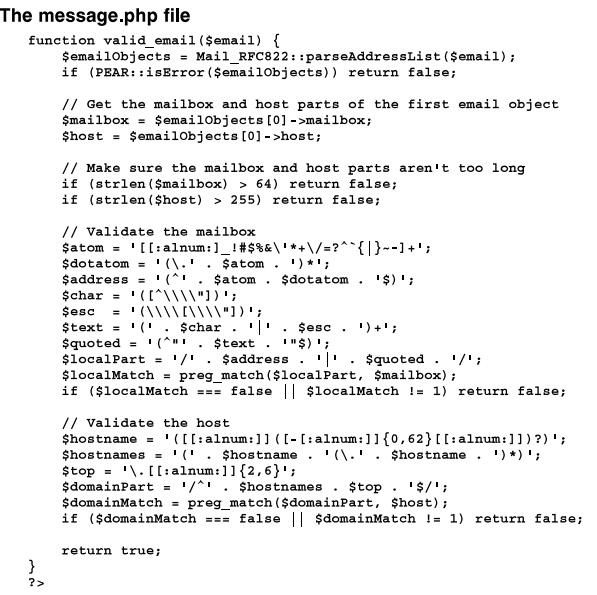 The message.php file
function valid_email($email) {
    $emailObjects = Mail_RFC822::parseAddressList($email);
    if (PEAR::isError($emailObjects)) return false;

    // Get the mailbox and host parts of the first email object
    $mailbox = $emailObjects[0]->mailbox;
    $host = $emailObjects[0]->host;

    // Make sure the mailbox and host parts aren't too long
    if (strlen($mailbox) > 64) return false;
    if (strlen($host) > 255) return false;

    // Validate the mailbox
    $atom = '[[:alnum:]_!#$%&\'*+\/=?^`{|}~-]+';
    $dotatom = '(\.' . $atom . ')*';
    $address = '(^' . $atom . $dotatom . '$)';
    $char = '([^\\\\"])';
    $esc  = '(\\\\[\\\\"])';
    $text = '(' . $char . '|' . $esc . ')+';
    $quoted = '(^"' . $text . '"$)';
    $localPart = '/' . $address . '|' . $quoted . '/';
    $localMatch = preg_match($localPart, $mailbox);
    if ($localMatch === false || $localMatch != 1) return false;

    // Validate the host
    $hostname = '([[:alnum:]]([-[:alnum:]]{0,62}[[:alnum:]])?)';
    $hostnames = '(' . $hostname . '(\.' . $hostname . ')*)';
    $top = '\.[[:alnum:]]{2,6}';
    $domainPart = '/^' . $hostnames . $top . '$/';
    $domainMatch = preg_match($domainPart, $host);
    if ($domainMatch === false || $domainMatch != 1) return false;

    return true;
}
?>